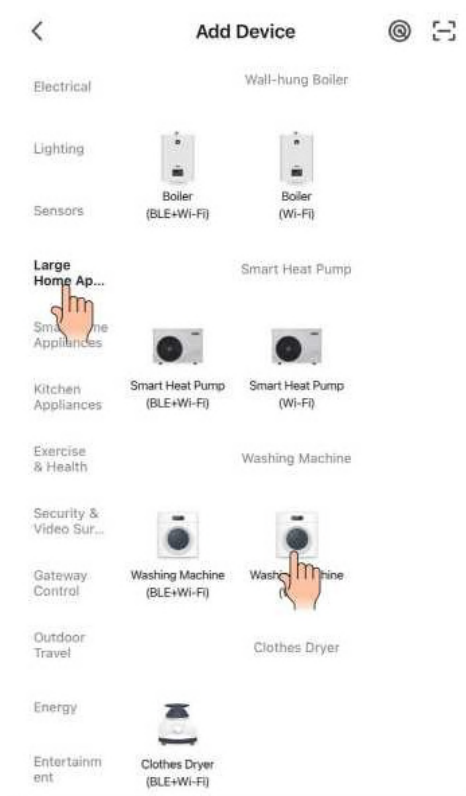 Add Device
Electrical
Lighting
Sensors
Large
Home Ap...
Appliances
Kitchen
Appliances
Exercise
& Health
Security &
Video Sur...
Gateway
Control
Outdoor
Travel
Energy
Entertainm
ent
Wall-hung Boiler
Boiler
(BLE+Wi-Fi)
Boiler
(Wi-Fi)
Smart Heat Pump
Smart Heat Pump
(BLE+Wi-Fi)
Smart Heat Pump
(Wi-Fi)
Washing Machine
Washing Machine
(BLE+Wi-Fi)
Clothes Dryer
Clothes Dryer
(BLE+Wi-Fi)